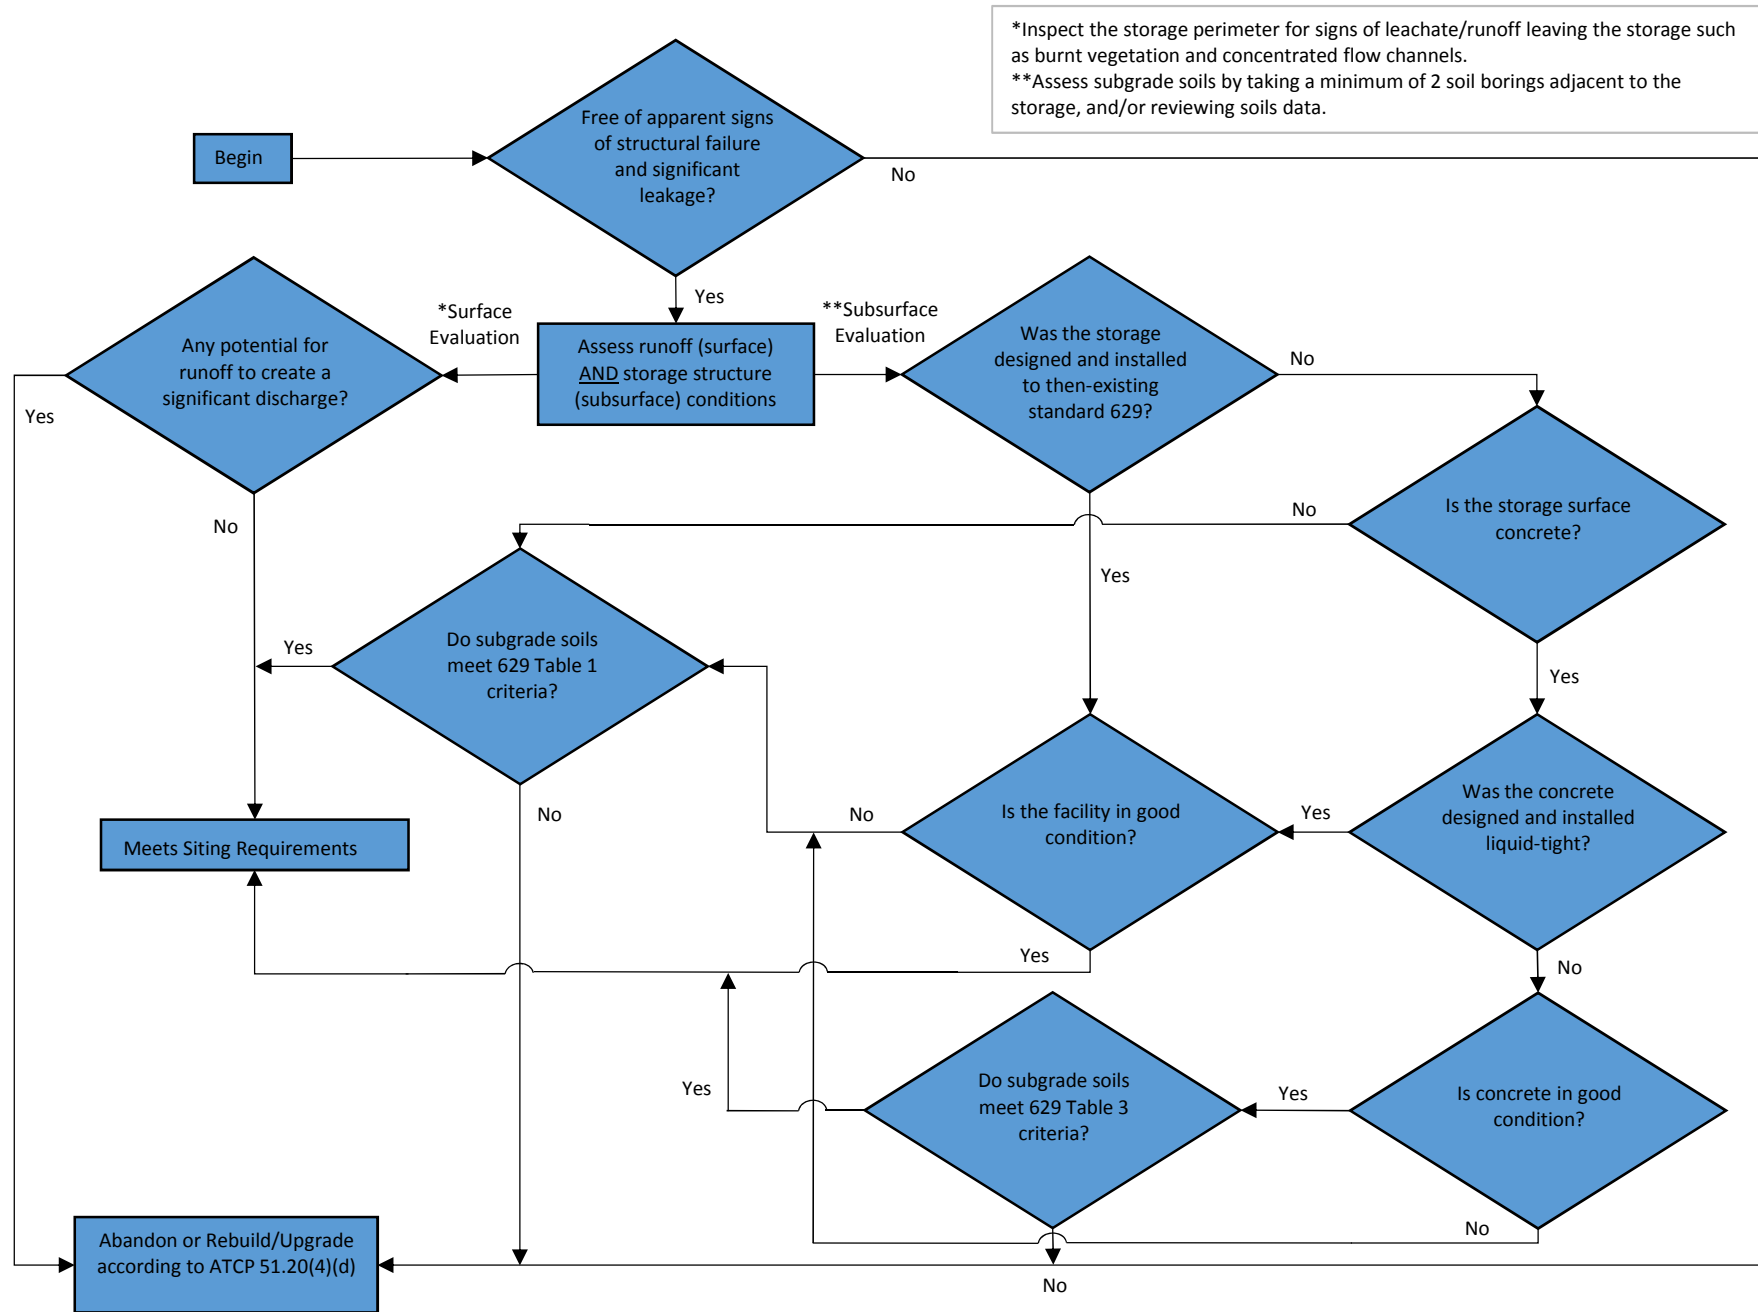 *Inspect the storage perimeter for signs of leachate/runoff leaving the storage such
as burnt vegetation and concentrated flow channels.
**Assess subgrade soils by taking a minimum of 2 soil borings adjacent to the
storage, and/or reviewing soils data.
Begin
Free of apparent signs
of structural failure
and significant
leakage?
No
Yes
*Surface
Evaluation
Assess runoff (surface)
AND storage structure
(subsurface) conditions
**Subsurface
Evaluation
Any potential for
runoff to create a
significant discharge?
Yes
No
Was the storage
designed and installed
to then-existing
standard 629?
No
Yes
Is the storage surface
concrete?
No
Yes
Do subgrade soils
meet 629 Table 1
criteria?
Yes
No
Meets Siting Requirements
Is the facility in good
condition?
No
Yes
Was the concrete
designed and installed
liquid-tight?
Yes
No
Do subgrade soils
meet 629 Table 3
criteria?
Yes
No
Is concrete in good
condition?
Yes
No
Abandon or Rebuild/Upgrade
according to ATCP 51.20(4)(d)